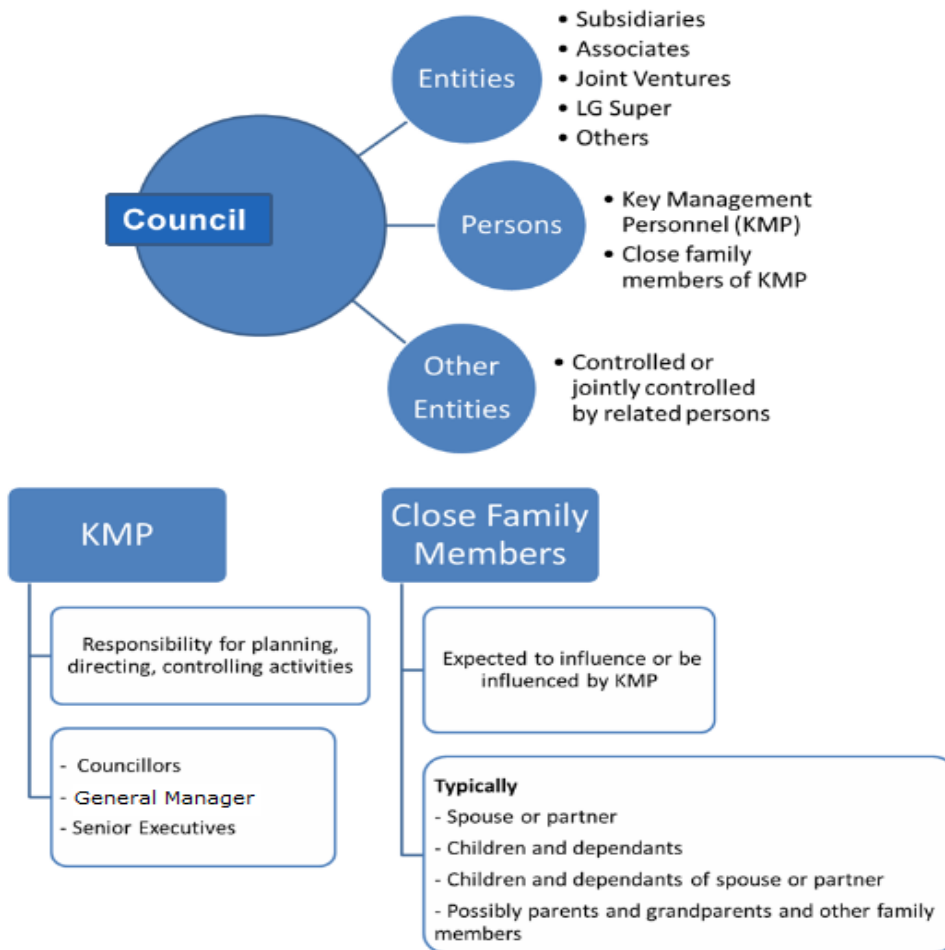 Entities
• Subsidiaries
• Associates
• Joint Ventures
• LG Super
• Others
Council
Persons
• Key Management
Personnel (KMP)
• Close family
members of KMP
Other
Entities
• Controlled or
jointly controlled
by related persons
KMP
Responsibility for planning,
directing, controlling activities
- Councillors
- General Manager
- Senior Executives
Close Family
Members
Expected to influence or be
influenced by KMP
Typically
- Spouse or partner
- Children and dependants
- Children and dependants of spouse or partner
- Possibly parents and grandparents and other family
members